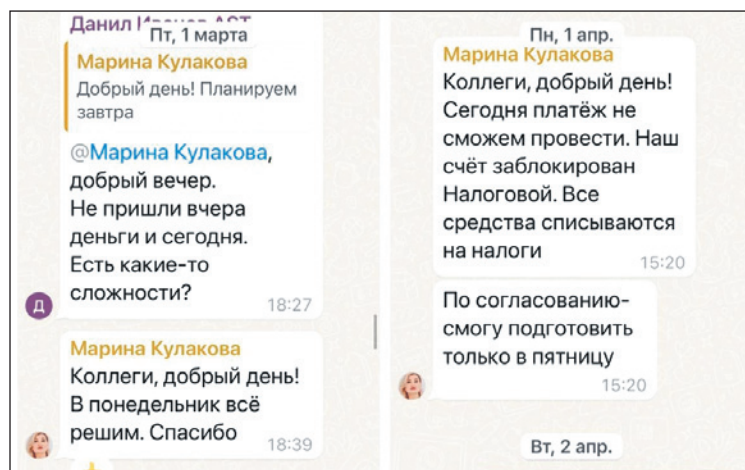 Данил Иванов AST
Пт, 1 марта
Марина Кулакова
Добрый день! Планируем
завтра
@Марина Кулакова,
добрый вечер.
Не пришли вчера
деньги и сегодня.
Есть какие-то
сложности?
18:27
Д
Марина Кулакова
Коллеги, добрый день!
В понедельник всё
решим. Спасибо
18:39
Пн, 1 апр.
Марина Кулакова
Коллеги, добрый день!
Сегодня платёж не
сможем провести. Наш
счёт заблокирован
Налоговой. Все
средства списываются
на налоги
15:20
По согласованию-
смогу подготовить
только в пятницу
15:20
Вт, 2 апр.